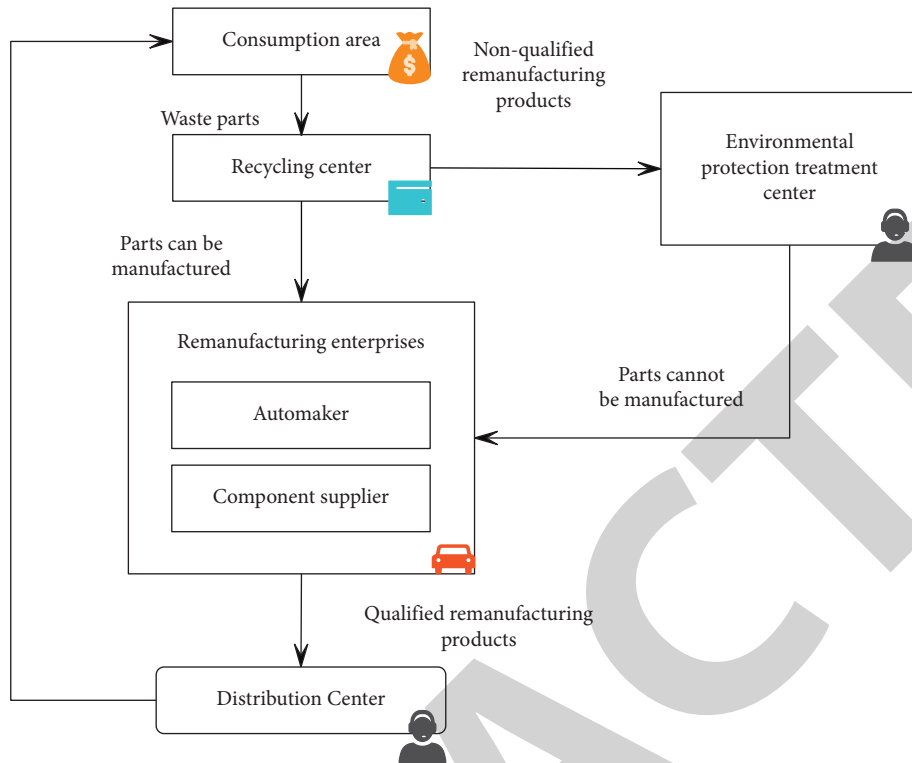 Consumption area
$
Non-qualified
remanufacturing
products
Waste parts
Recycling center
Environmental
protection treatment
center
Parts can be
manufactured
Remanufacturing enterprises
Automaker
Parts cannot
be manufactured
Component supplier
Qualified remanufacturing
products
Distribution Center
ACTE